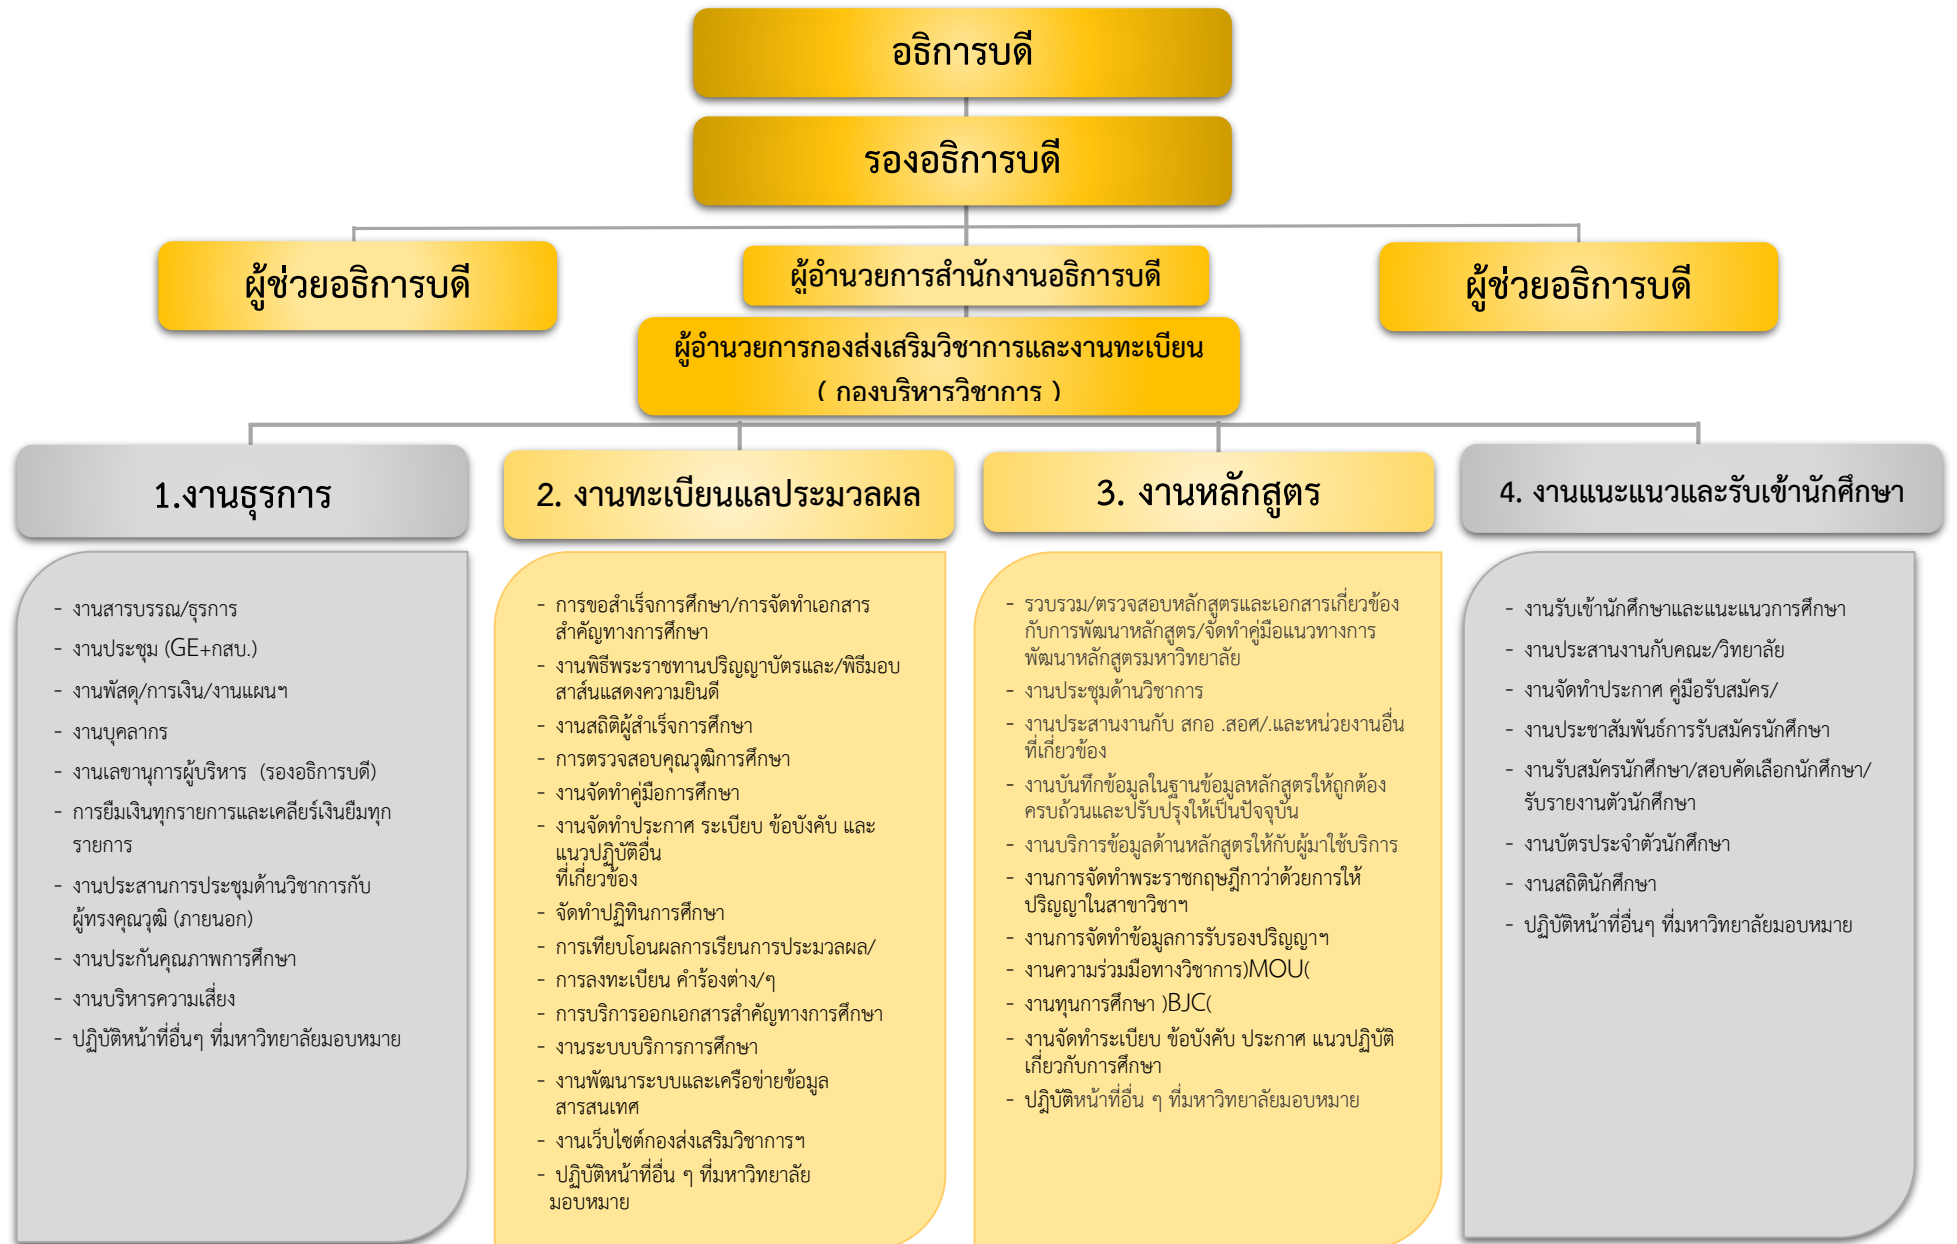 อธิการบดี
รองอธิการบดี
ผู้ช่วยอธิการบดี
ผู้อำนวยการสำนักงานอธิการบดี
ผู้ช่วยอธิการบดี
ผู้อำนวยการกองส่งเสริมวิชาการและงานทะเบียน
( กองบริหารวิชาการ )
1.งานธุรการ
- งานสารบรรณ/ธุรการ
- งานประชุม (GE+กสบ.)
- งานพัสดุ/การเงิน/งานแผนฯ
- งานบุคลากร
- งานเลขานุการผู้บริหาร (รองอธิการบดี)
- การยืมเงินทุกรายการและเคลียร์เงินยืมทุก
รายการ
- งานประสานการประชุมด้านวิชาการกับ
ผู้ทรงคุณวุฒิ (ภายนอก)
- งานประกันคุณภาพการศึกษา
- งานบริหารความเสี่ยง
- ปฏิบัติหน้าที่อื่นๆ ที่มหาวิทยาลัยมอบหมาย
2. งานทะเบียนแลประมวลผล
- การขอสำเร็จการศึกษา/การจัดทำเอกสาร
สำคัญทางการศึกษา
- งานพิธีพระราชทานปริญญาบัตรและ/พิธีมอบ
สาส์นแสดงความยินดี
- งานสถิติผู้สำเร็จการศึกษา
- การตรวจสอบคุณวุฒิการศึกษา
- งานจัดทำคู่มือการศึกษา
- งานจัดทำประกาศ ระเบียบ ข้อบังคับ และ
แนวปฏิบัติอื่น
ที่เกี่ยวข้อง
- จัดทำปฏิทินการศึกษา
- การเทียบโอนผลการเรียนการประมวลผล/
- การลงทะเบียน คำร้องต่าง/ๆ
- การบริการออกเอกสารสำคัญทางการศึกษา
- งานระบบบริการการศึกษา
- งานพัฒนาระบบและเครือข่ายข้อมูล
สารสนเทศ
- งานเว็บไซต์กองส่งเสริมวิชาการฯ
- ปฏิบัติหน้าที่อื่น ๆ ที่มหาวิทยาลัย
มอบหมาย
3. งานหลักสูตร
- รวบรวม/ตรวจสอบหลักสูตรและเอกสารเกี่ยวข้อง
กับการพัฒนาหลักสูตร/จัดทำคู่มือแนวทางการ
พัฒนาหลักสูตรมหาวิทยาลัย
- งานประชุมด้านวิชาการ
- งานประสานงานกับ สกอ .สอศ/.และหน่วยงานอื่น
ที่เกี่ยวข้อง
- งานบันทึกข้อมูลในฐานข้อมูลหลักสูตรให้ถูกต้อง
ครบถ้วนและปรับปรุงให้เป็นปัจจุบัน
- งานบริการข้อมูลด้านหลักสูตรให้กับผู้มาใช้บริการ
- งานการจัดทำพระราชกฤษฎีกาว่าด้วยการให้
ปริญญาในสาขาวิชาฯ
- งานการจัดทำข้อมูลการรับรองปริญญาฯ
- งานความร่วมมือทางวิชาการ)MOU(
- งานทุนการศึกษา )BJC(
- งานจัดทำระเบียบ ข้อบังคับ ประกาศ แนวปฏิบัติ
เกี่ยวกับการศึกษา
- ปฎิบัติหน้าที่อื่น ๆ ที่มหาวิทยาลัยมอบหมาย
4. งานแนะแนวและรับเข้านักศึกษา
- งานรับเข้านักศึกษาและแนะแนวการศึกษา
- งานประสานงานกับคณะ/วิทยาลัย
- งานจัดทำประกาศ คู่มือรับสมัคร/
- งานประชาสัมพันธ์การรับสมัครนักศึกษา
- งานรับสมัครนักศึกษา/สอบคัดเลือกนักศึกษา/
รับรายงานตัวนักศึกษา
- งานบัตรประจำตัวนักศึกษา
- งานสถิตินักศึกษา
- ปฏิบัติหน้าที่อื่นๆ ที่มหาวิทยาลัยมอบหมาย